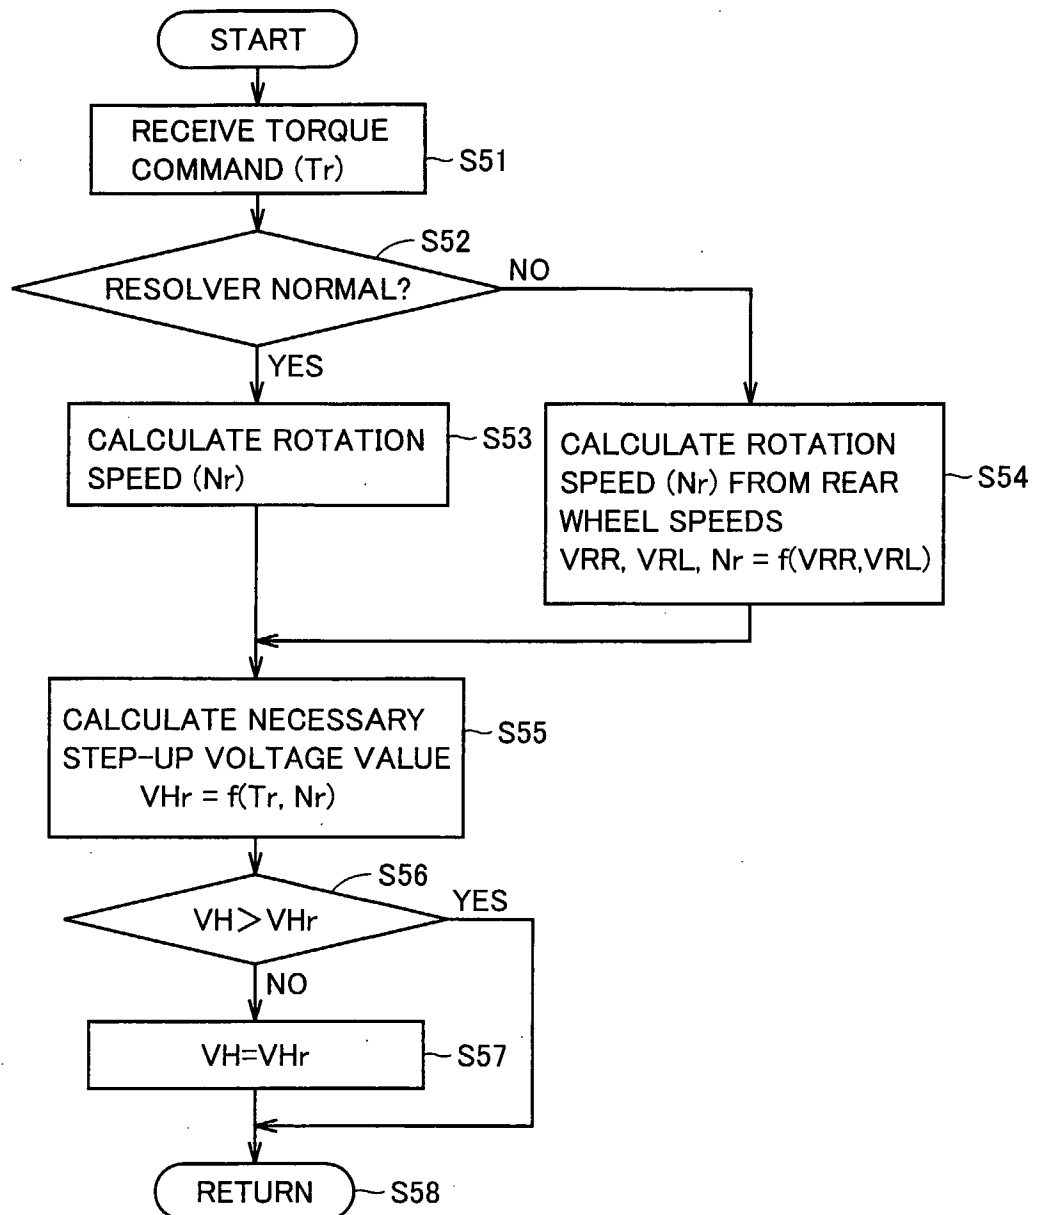 START
RECEIVE TORQUE
COMMAND (Tr)
S51
S52
RESOLVER NORMAL?
NO
YES
CALCULATE ROTATION
SPEED (Nr)
S53
CALCULATE ROTATION
SPEED (Nr) FROM REAR
WHEEL SPEEDS
VRR, VRL, Nr = f(VRR,VRL)
S54
CALCULATE NECESSARY
STEP-UP VOLTAGE VALUE
VHr = f(Tr, Nr)
S55
S56
VH>VHr
YES
NO
VH=VHr
S57
RETURN
S58